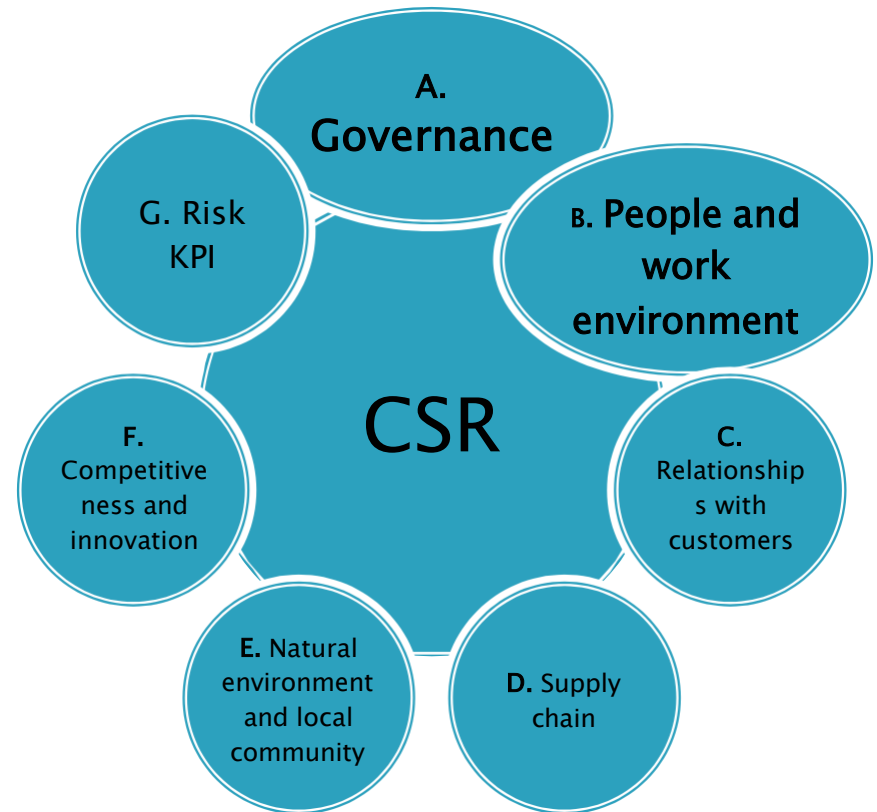 A.
Governance
B. People and
work
environment
C.
Relationship
s with
customers
D. Supply
chain
E. Natural
environment
and local
community
F.
Competitive
ness and
innovation
G. Risk
KPI
CSR